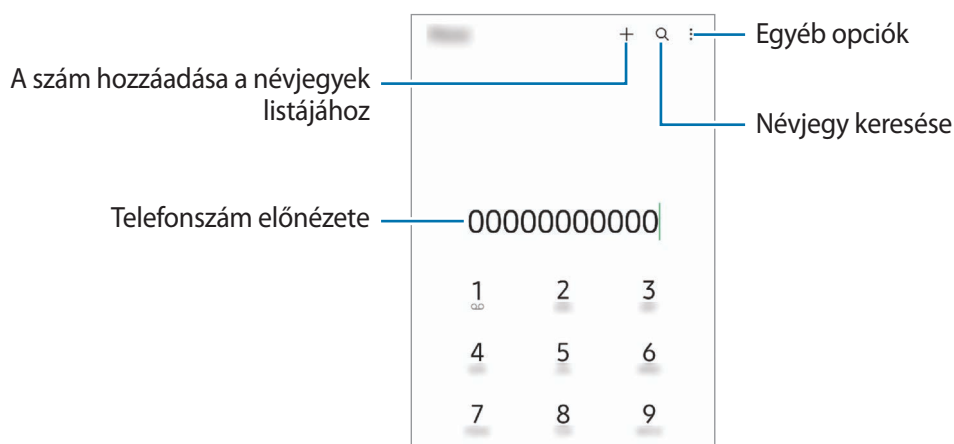 Egyéb opciók
A szám hozzáadása a névjegyek
listájához
Névjegy keresése
Telefonszám előnézete
00000000000
1 2 3
4 5 6
7 8 9